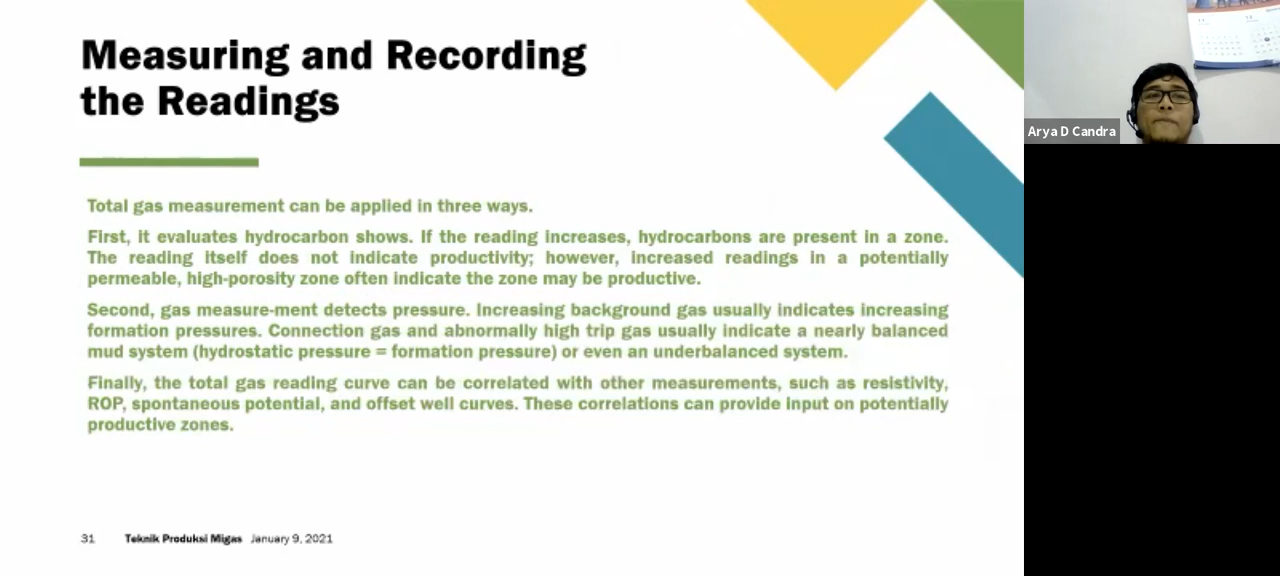 Measuring and Recording
the Readings
Total gas measurement can be applied in three ways.
First, it evaluates hydrocarbon shows. If the reading increases, hydrocarbons are present in a zone.
The reading itself does not indicate productivity; however, increased readings in a potentially
permeable, high-porosity zone often indicate the zone may be productive.
Second, gas measure-ment detects pressure. Increasing background gas usually indicates increasing
formation pressures. Connection gas and abnormally high trip gas usually indicate a nearly balanced
mud system (hydrostatic pressure = formation pressure) or even an underbalanced system.
Finally, the total gas reading curve can be correlated with other measurements, such as resistivity,
ROP, spontaneous potential, and offset well curves. These correlations can provide input on potentially
productive zones.
31 Teknik Produksi Migas January 9, 2021
Arya D Candra